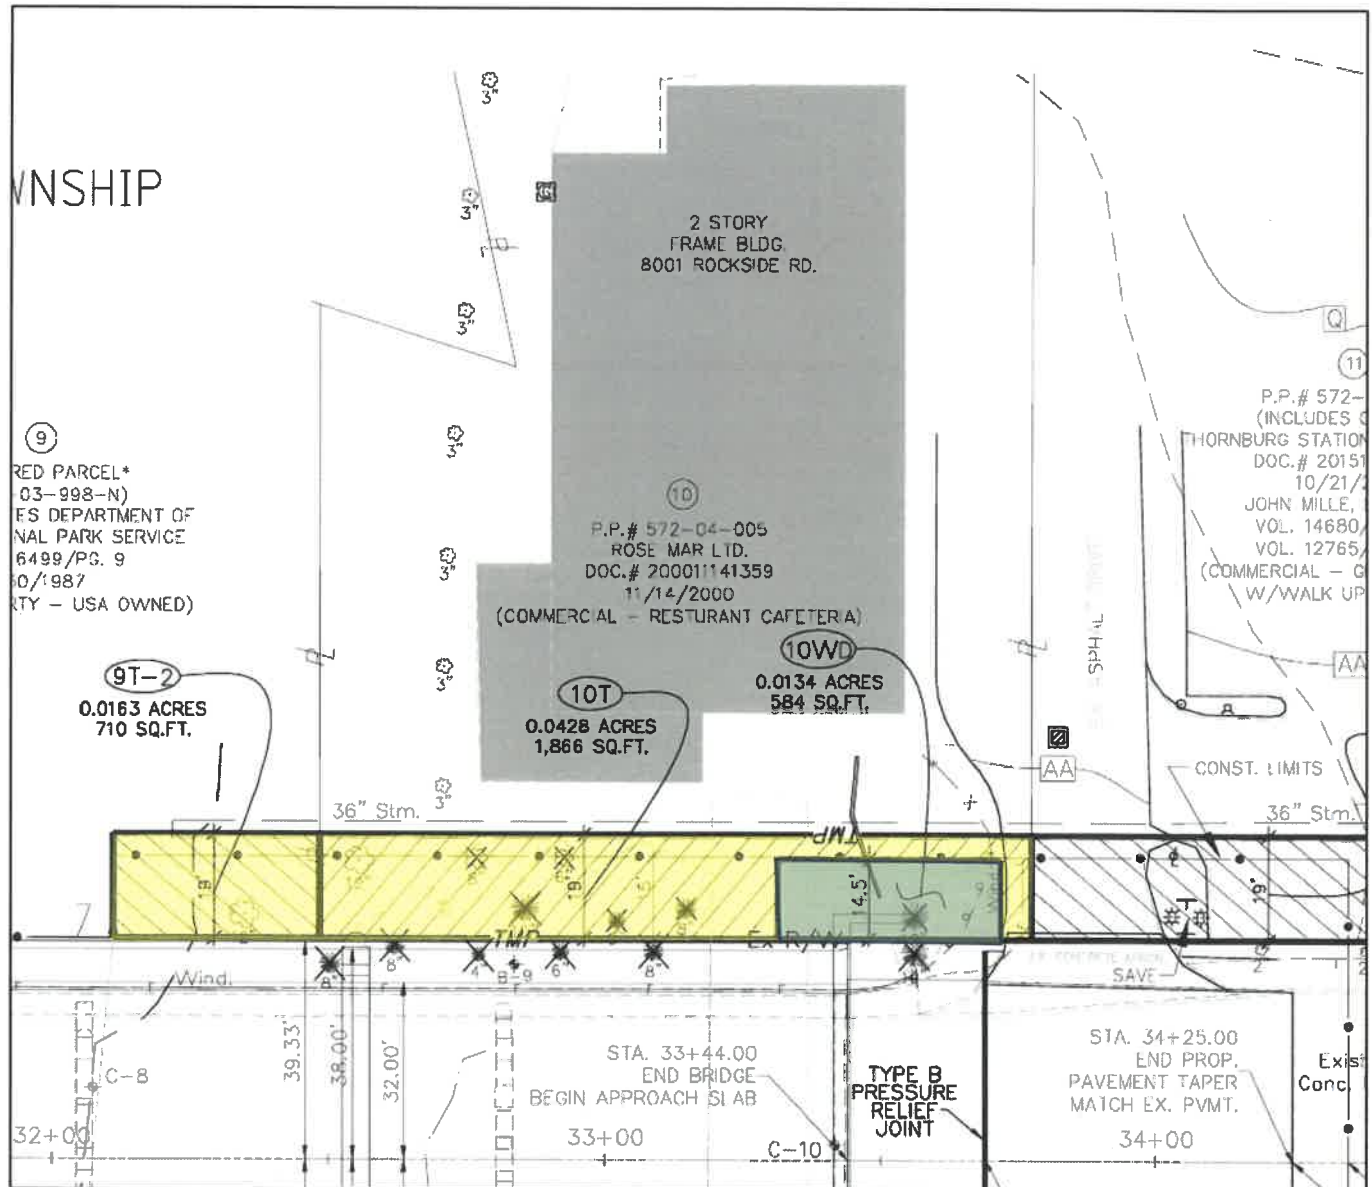 WNSHIP
3"
3"
3"
3"
3"
3"
3"
2 STORY
FRAME BLDG.
8001 ROCKSIDE RD.
Q
9
RED PARCEL*
03-998-N)
ES DEPARTMENT OF
NAL PARK SERVICE
6499/PG. 9
0/1987
RTY - USA OWNED)
10
P.P.# 572-04-005
ROSE MAR LTD.
DOC.# 200011141359
11/14/2000
(COMMERCIAL - RESTURANT CAFETERIA)
11
P.P.# 572-
(INCLUDES
THORNBURG STATION
DOC.# 20151
10/21/2
JOHN MILLE,
VOL. 14680/
VOL. 12765/
(COMMERCIAL - G
W/WALK UP
AA
9T-2
0.0163 ACRES
710 SQ.FT.
10T
0.0428 ACRES
1,866 SQ.FT.
10WD
0.0134 ACRES
584 SQ.FT.
AA
CONST. LIMITS
36" Stm.
36" Stm.
TMP
19'
19'
14.5'
19'
Wind.
TMP
Ex R/W
8"
8"
4"
6"
8"
B-9
SAVE
Wind.
39.33'
38.00'
32.00'
C-8
STA. 33+44.00
END BRIDGE
BEGIN APPROACH SLAB
TYPE B
PRESSURE
RELIEF
JOINT
STA. 34+25.00
END PROP.
PAVEMENT TAPER
MATCH EX. PVMT.
Exist
Conc.
32+00
33+00
C-10
34+00